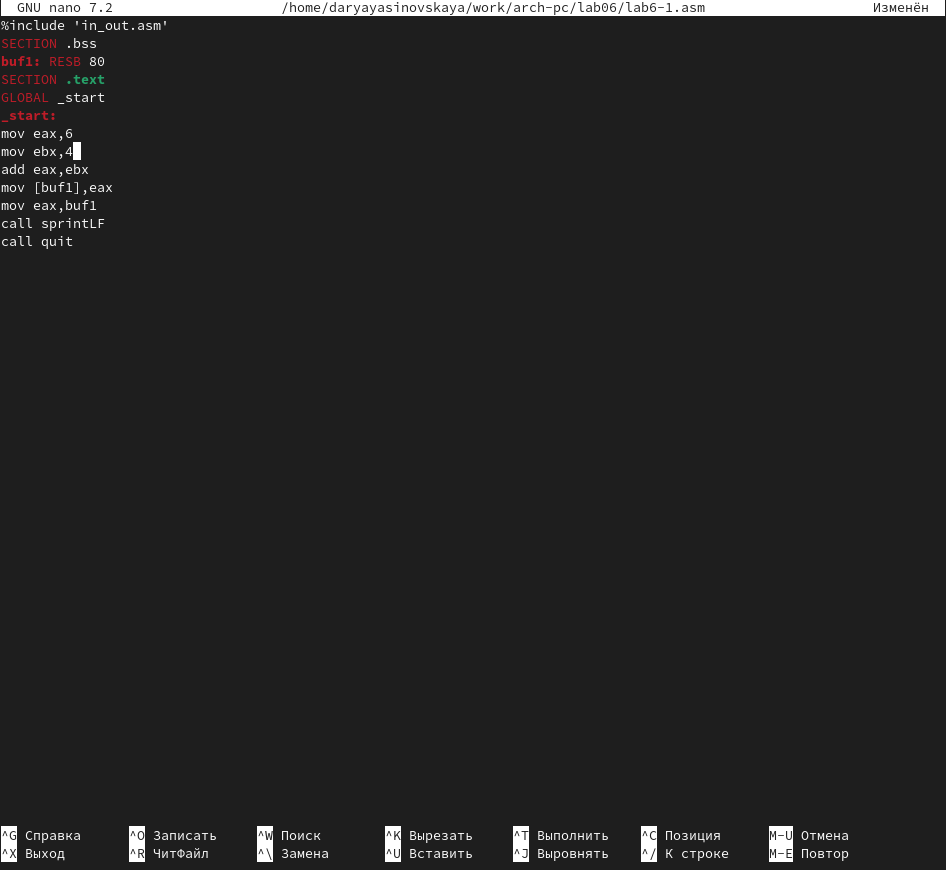 GNU nano 7.2 /home/daryayasinovskaya/work/arch-pc/lab06/lab6-1.asm Изменён
%include 'in_out.asm'
SECTION .bss
buf1: RESB 80
SECTION .text
GLOBAL _start
_start:
mov eax,6
mov ebx,4
add eax,ebx
mov [buf1],eax
mov eax,buf1
call sprintLF
call quit
^G Справка ^O Записать ^W Поиск ^K Вырезать ^T Выполнить ^C Позиция M-U Отмена
^X Выход ^R ЧитФайл ^\ Замена ^U Вставить ^J Выровнять ^/ К строке M-E Повтор